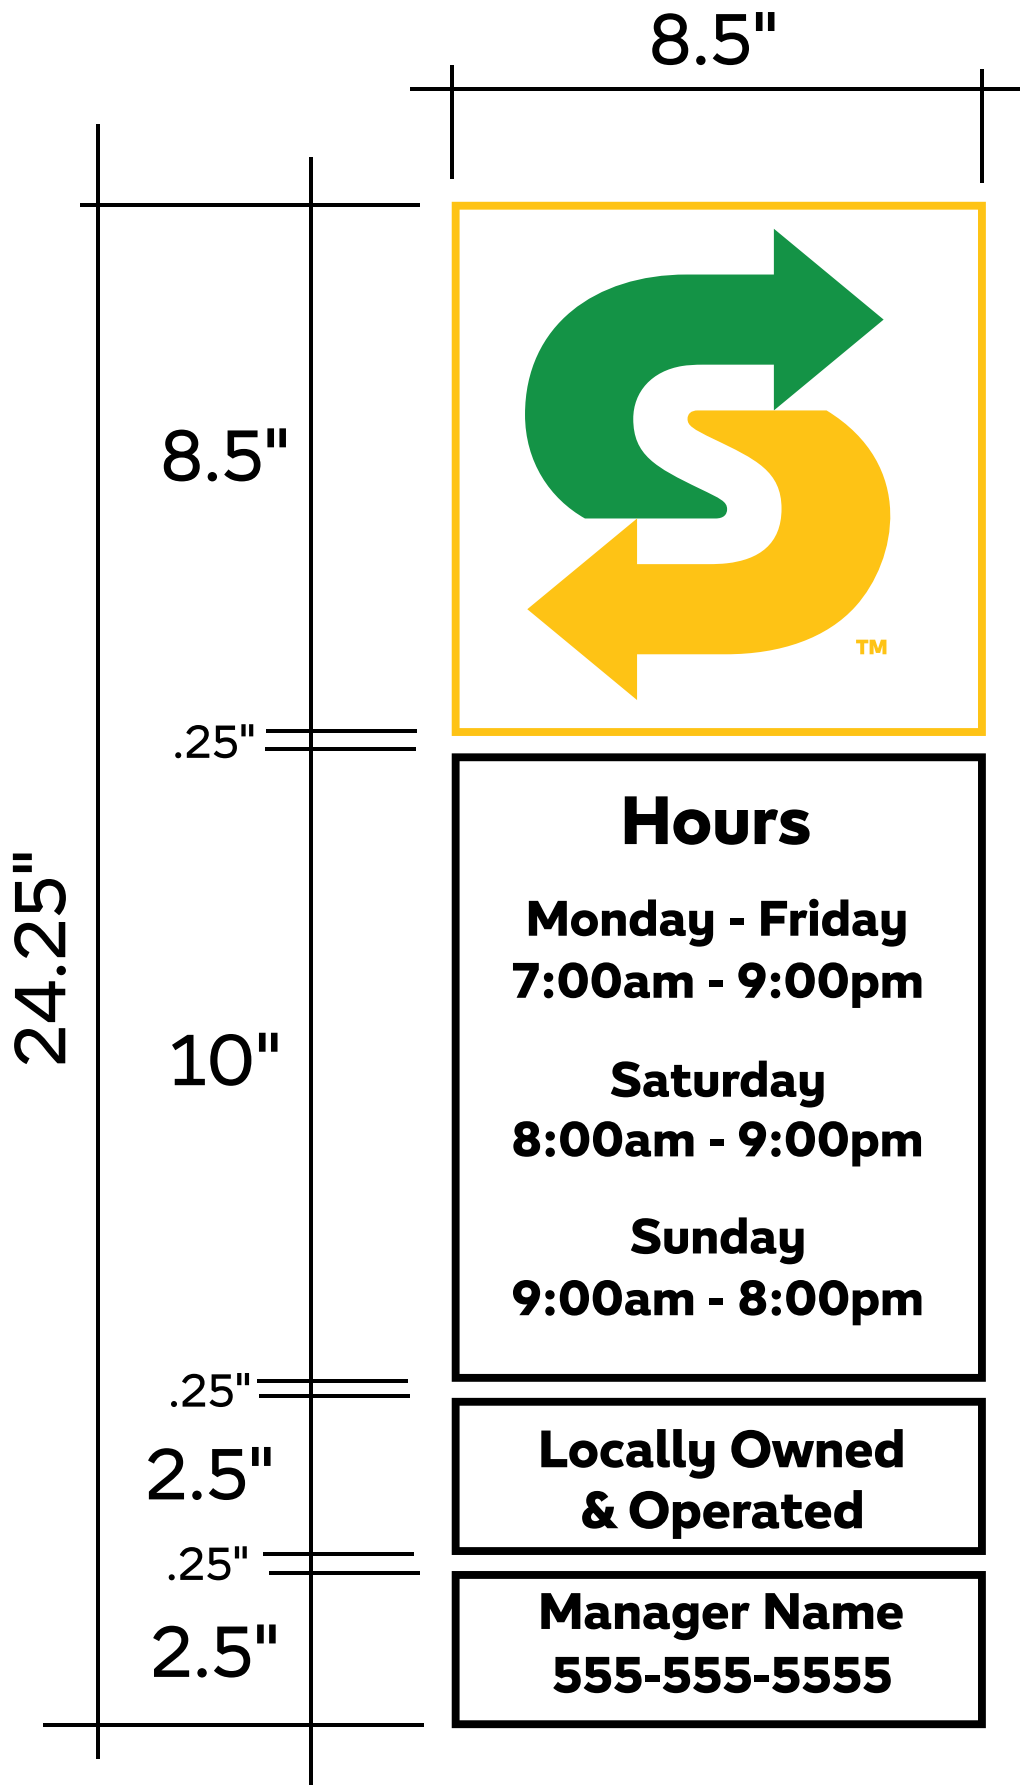 8.5"
8.5"
TM
.25"
Hours
24.25"
Monday - Friday
7:00am - 9:00pm
10"
Saturday
8:00am - 9:00pm
Sunday
9:00am - 8:00pm
.25"
2.5"
Locally Owned
& Operated
.25"
2.5"
Manager Name
555-555-5555